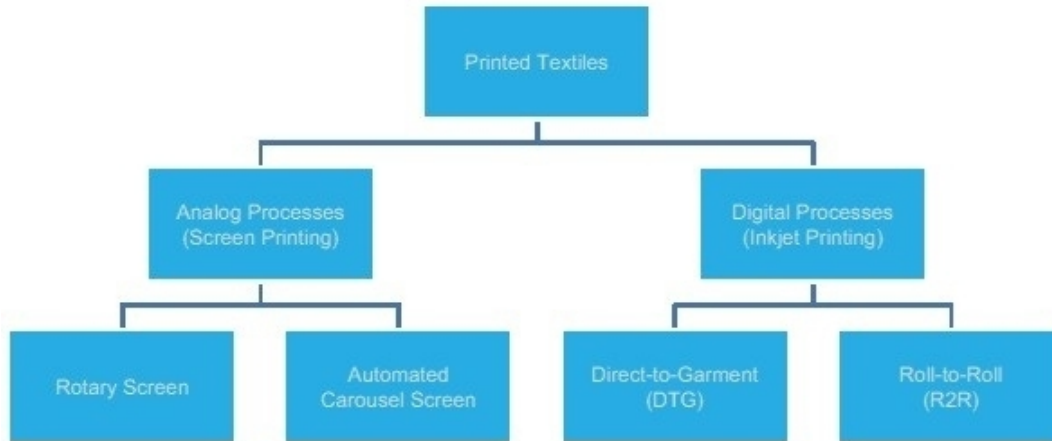 Printed Textiles
Analog Processes
(Screen Printing)
Digital Processes
(Inkjet Printing)
Rotary Screen
Automated
Carousel Screen
Direct-to-Garment
(DTG)
Roll-to-Roll
(R2R)